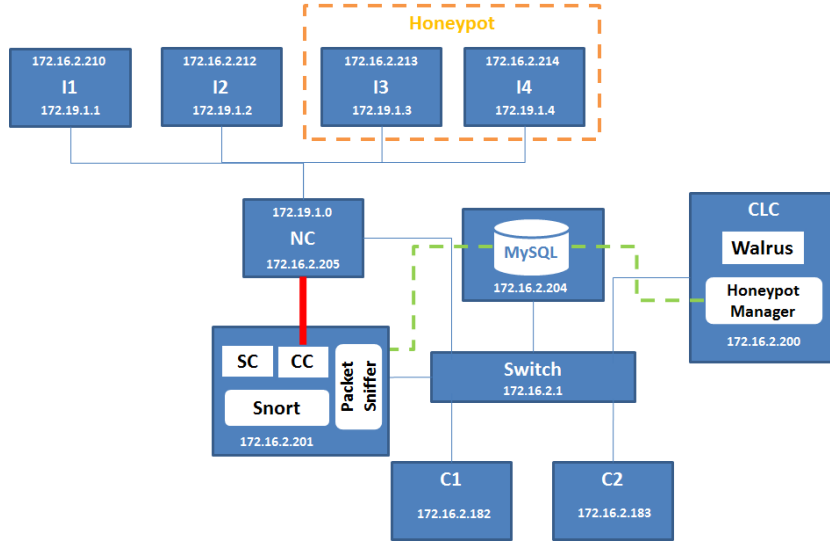 Honeypot
172.16.2.210
I1
172.19.1.1
172.16.2.212
I2
172.19.1.2
172.16.2.213
I3
172.19.1.3
172.16.2.214
I4
172.19.1.4
172.19.1.0
NC
172.16.2.205
MySQL
172.16.2.204
CLC
Walrus
Honeypot
Manager
172.16.2.200
SC
CC
Snort
Packet
Sniffer
172.16.2.201
Switch
172.16.2.1
C1
172.16.2.182
C2
172.16.2.183